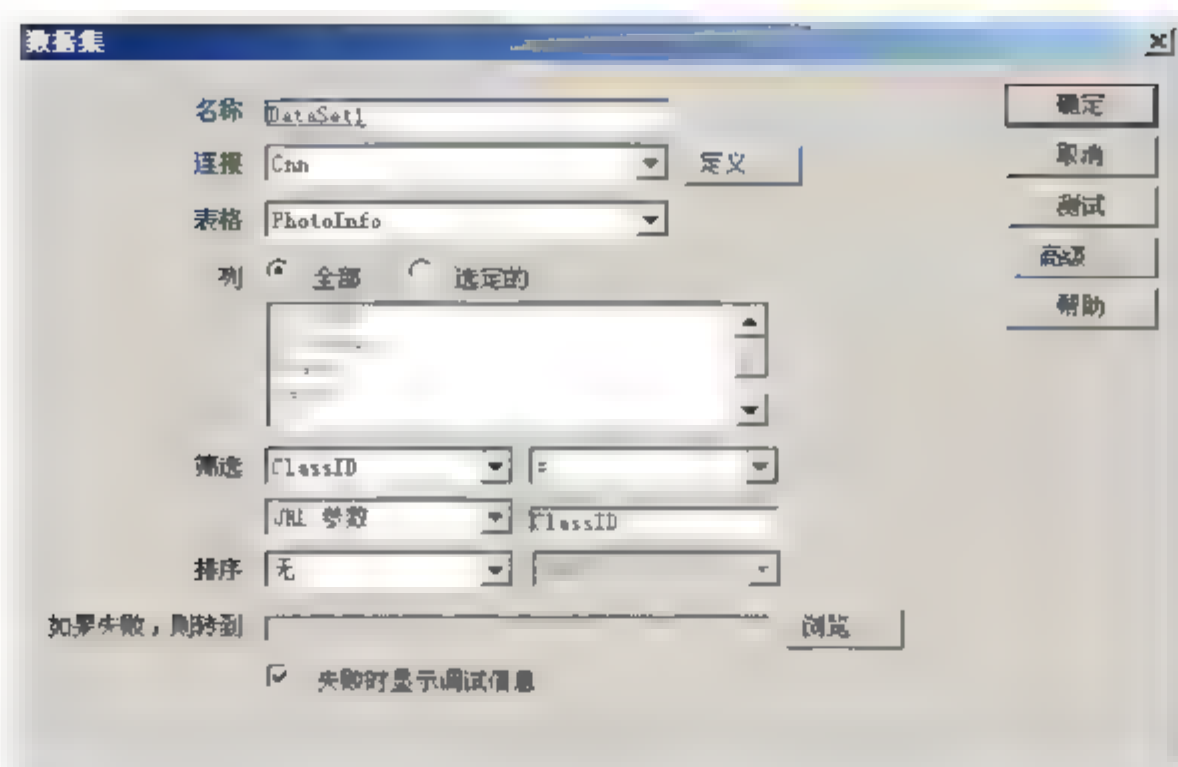 数据集
名称 DataSet1 确定
连接 Cnn 定义 取消
表格 PhotoInfo 测试
列 全部 选定的 高级
帮助
筛选 ClassID =
URL 参数 ClassID
排序 无
如果失败，则转到 浏览
失败时显示调试信息